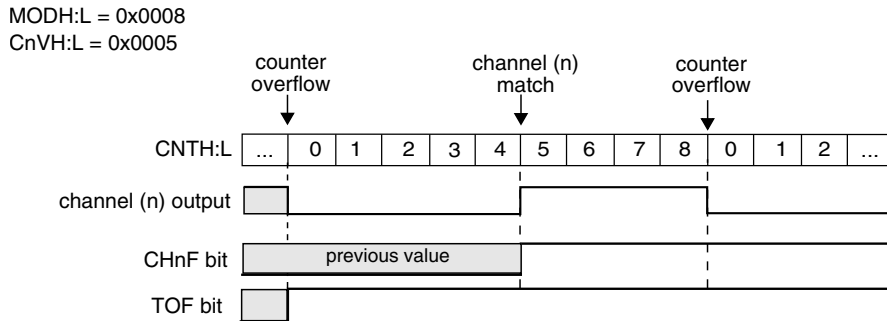 MODH:L = 0x0008
CnVH:L = 0x0005
counter overflow
channel (n) match
counter overflow
CNTH:L ... 0 1 2 3 4 5 6 7 8 0 1 2 ...
channel (n) output
CHnF bit previous value
TOF bit